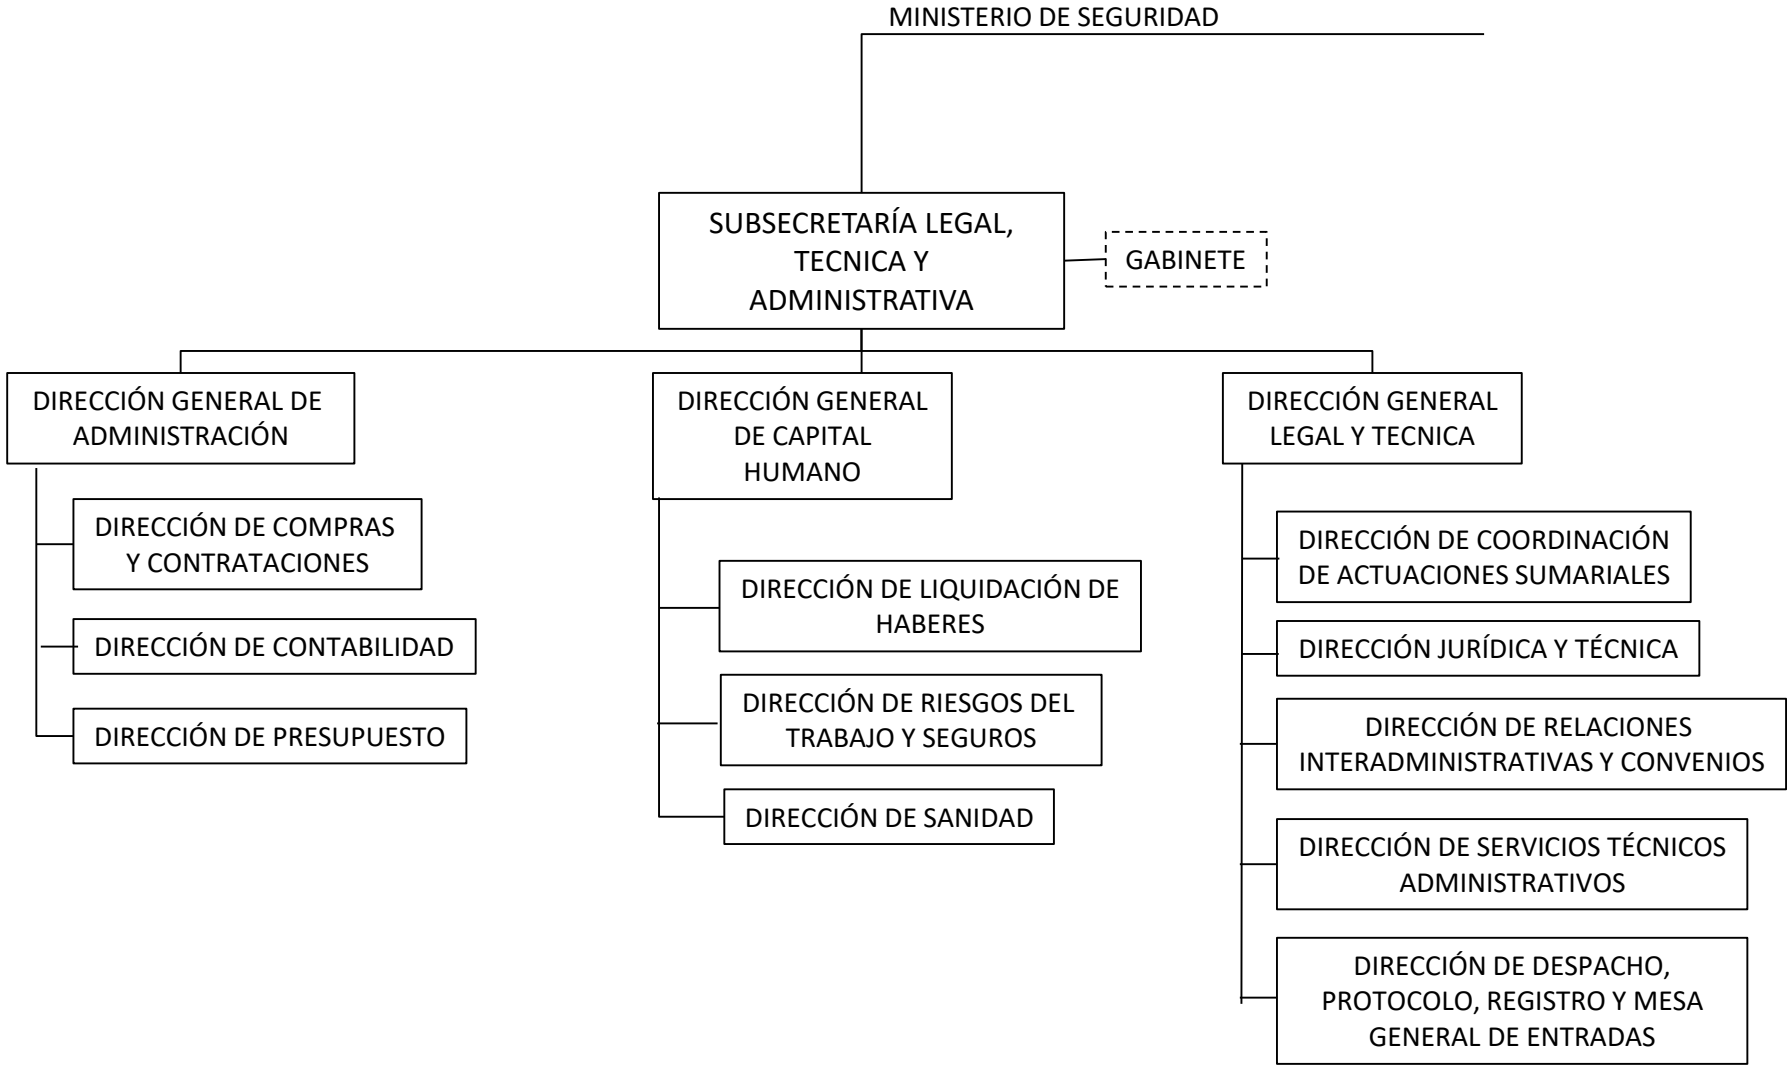 MINISTERIO DE SEGURIDAD
SUBSECRETARÍA LEGAL,
TECNICA Y
ADMINISTRATIVA
GABINETE
DIRECCIÓN GENERAL DE
ADMINISTRACIÓN
DIRECCIÓN DE COMPRAS
Y CONTRATACIONES
DIRECCIÓN DE CONTABILIDAD
DIRECCIÓN DE PRESUPUESTO
DIRECCIÓN GENERAL
DE CAPITAL
HUMANO
DIRECCIÓN DE LIQUIDACIÓN DE
HABERES
DIRECCIÓN DE RIESGOS DEL
TRABAJO Y SEGUROS
DIRECCIÓN DE SANIDAD
DIRECCIÓN GENERAL
LEGAL Y TECNICA
DIRECCIÓN DE COORDINACIÓN
DE ACTUACIONES SUMARIALES
DIRECCIÓN JURÍDICA Y TÉCNICA
DIRECCIÓN DE RELACIONES
INTERADMINISTRATIVAS Y CONVENIOS
DIRECCIÓN DE SERVICIOS TÉCNICOS
ADMINISTRATIVOS
DIRECCIÓN DE DESPACHO,
PROTOCOLO, REGISTRO Y MESA
GENERAL DE ENTRADAS